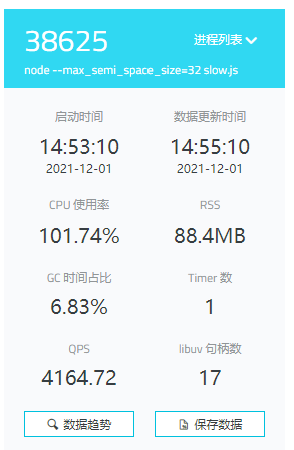 38625 进程列表
node --max_semi_space_size=32 slow.js
启动时间 数据更新时间
14:53:10 14:55:10
2021-12-01 2021-12-01
CPU 使用率 RSS
101.74% 88.4MB
GC 时间占比 Timer 数
6.83% 1
QPS libuv 句柄数
4164.72 17
数据趋势 保存数据